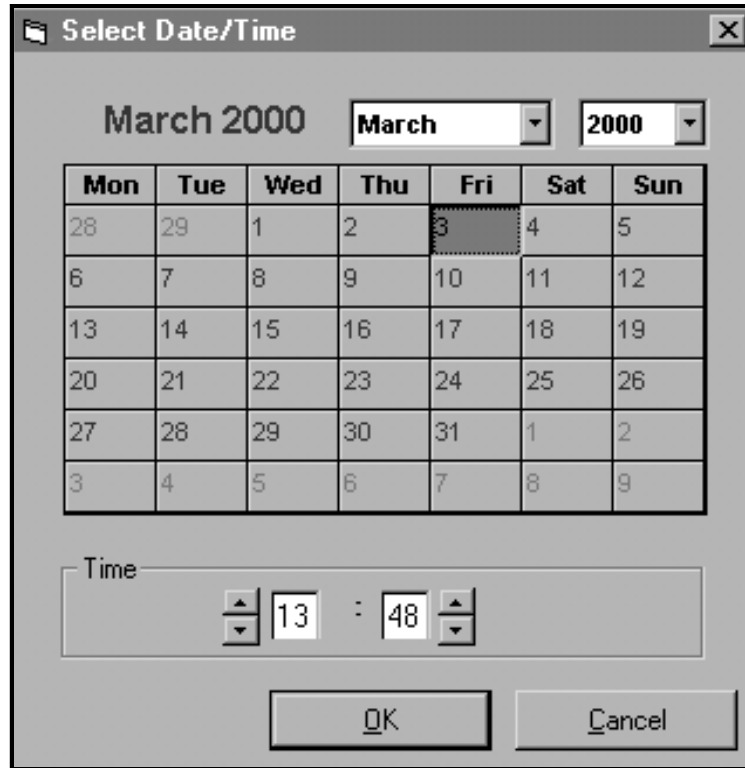 Select Date/Time
March 2000 March 2000
Mon Tue Wed Thu Fri Sat Sun
28 29 1 2 3 4 5
6 7 8 9 10 11 12
13 14 15 16 17 18 19
20 21 22 23 24 25 26
27 28 29 30 31 1 2
3 4 5 6 7 8 9
Time
13 : 48
OK Cancel